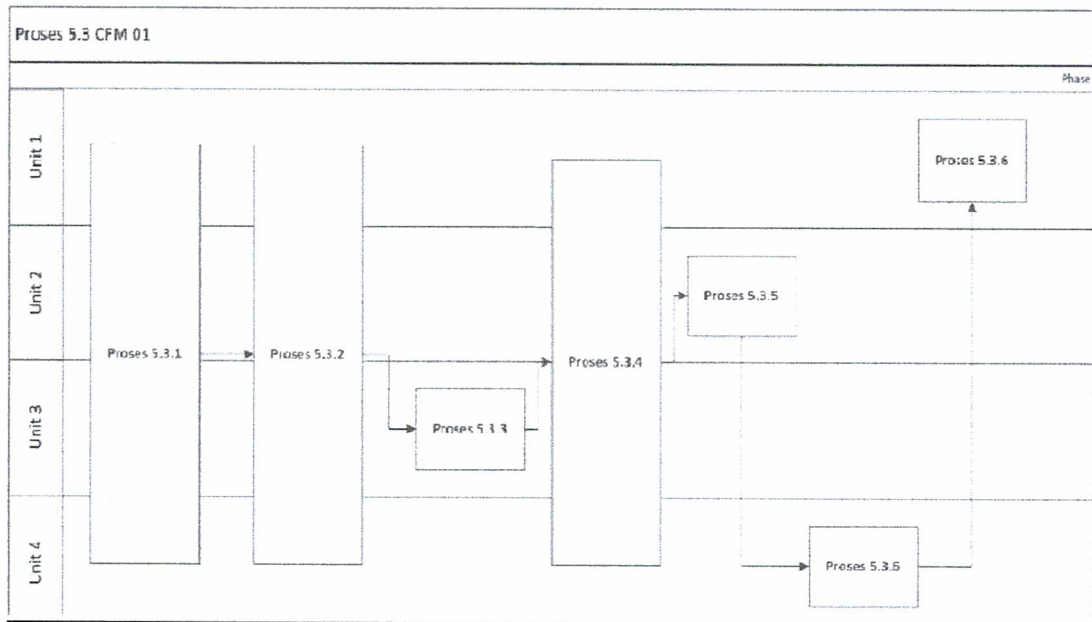 Proses 5.3 CFM 01
Phase
Unit 1
Proses 5.3.6
Unit 2
Proses 5.3.5
Proses 5.3.1
Proses 5.3.2
Proses 5.3.4
Unit 3
Proses 5.3.3
Unit 4
Proses 5.3.6